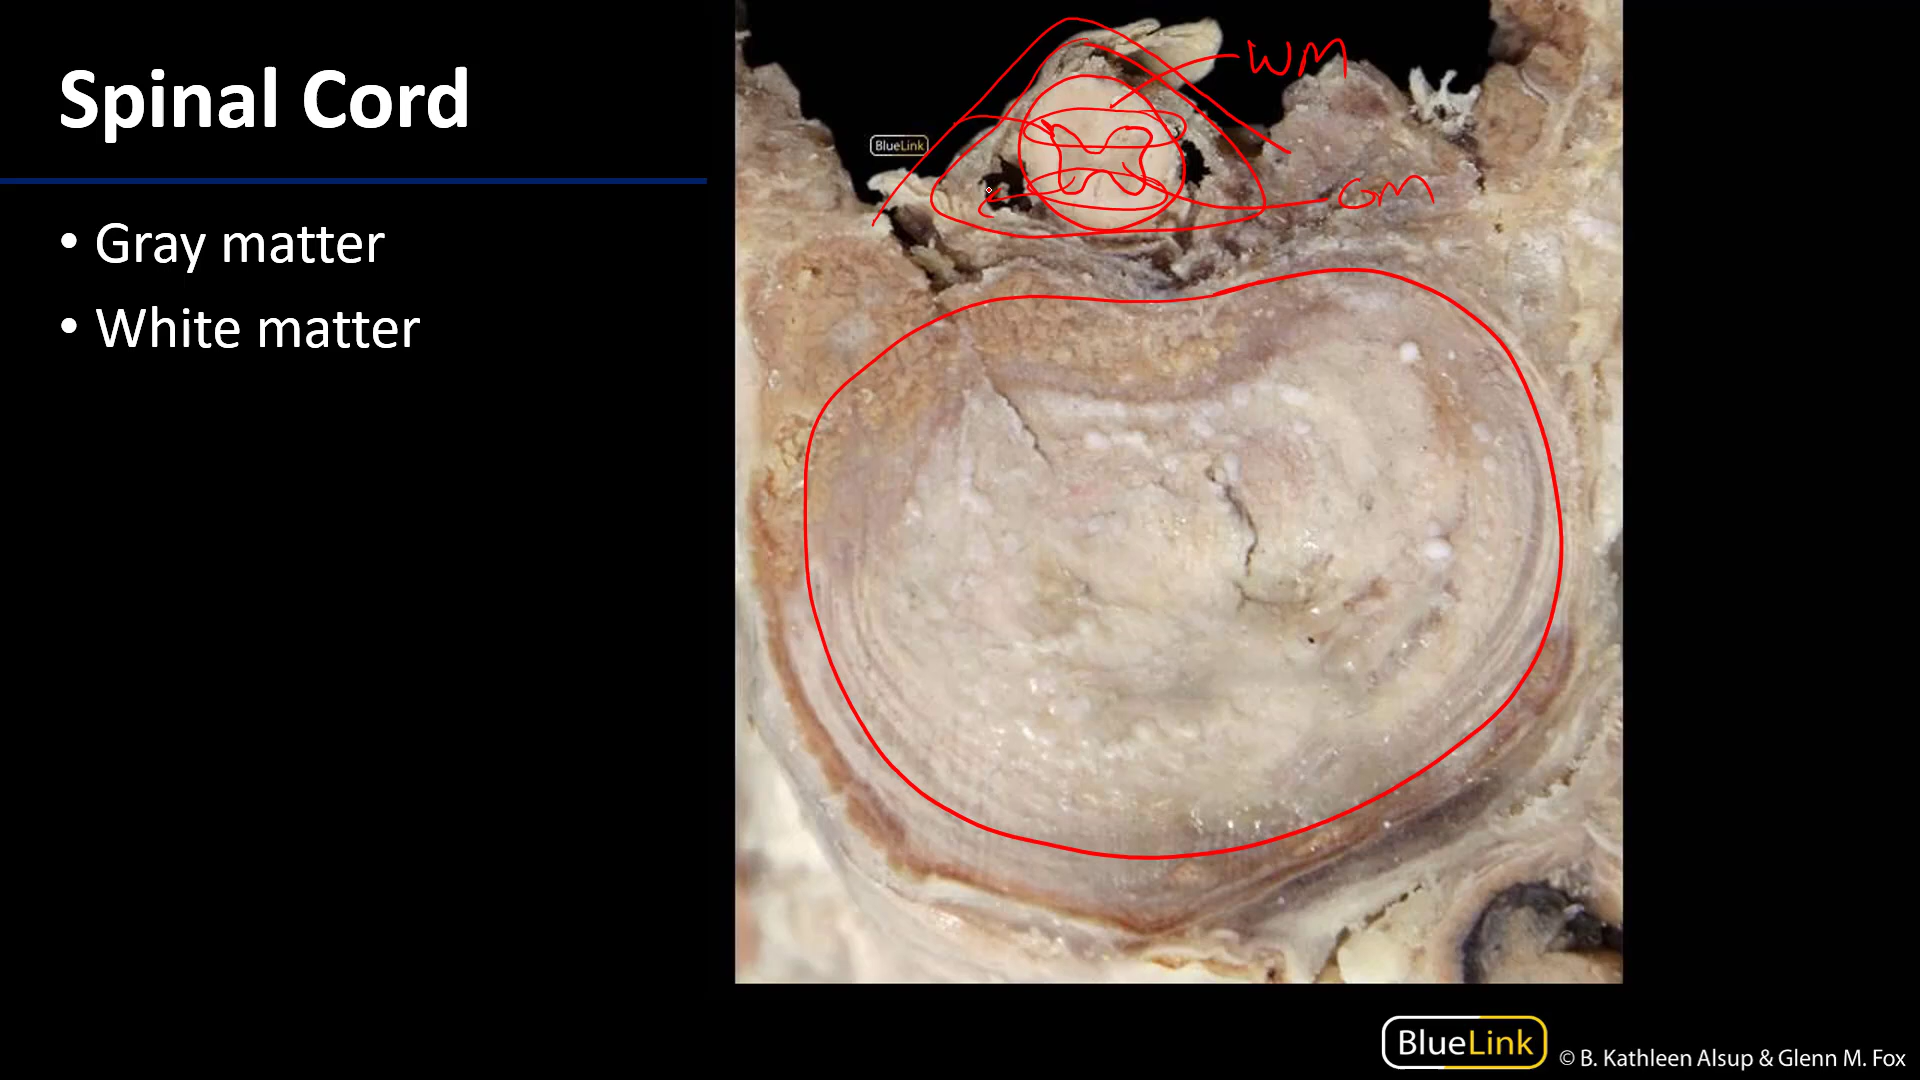 Spinal Cord
• Gray matter
• White matter
WM
BlueLink
GM
BlueLink
© B. Kathleen Alsup & Glenn M. Fox